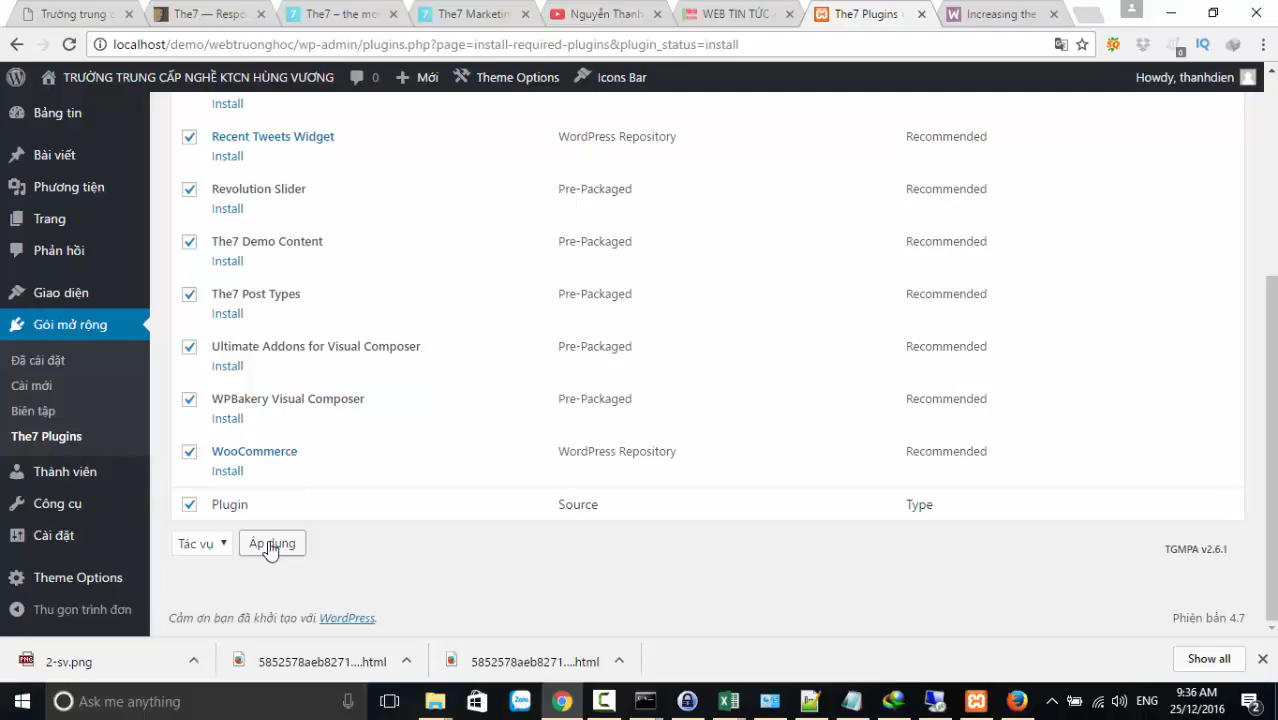 Trường trung c
The7 — Respo
The7 – the mo
The7 Marketin
Nguyễn Thanh
WEB TIN TỨC
The7 Plugins ‹
Increasing the
localhost/demo/webtruonghoc/wp-admin/plugins.php?page=install-required-plugins&plugin_status=install
TRƯỜNG TRUNG CẤP NGHỀ KTCN HÙNG VƯƠNG
0
Mới
Theme Options
Icons Bar
Howdy, thanhdien
Bảng tin
Bài viết
Phương tiện
Trang
Phản hồi
Giao diện
Gói mở rộng
Đã cài đặt
Cài mới
Biên tập
The7 Plugins
Thành viên
Công cụ
Cài đặt
Theme Options
Thu gọn trình đơn
Install
Recent Tweets Widget WordPress Repository Recommended
Install
Revolution Slider Pre-Packaged Recommended
Install
The7 Demo Content Pre-Packaged Recommended
Install
The7 Post Types Pre-Packaged Recommended
Install
Ultimate Addons for Visual Composer Pre-Packaged Recommended
Install
WPBakery Visual Composer Pre-Packaged Recommended
Install
WooCommerce WordPress Repository Recommended
Install
Plugin Source Type
Tác vụ Áp dụng
TGMPA v2.6.1
Cảm ơn bạn đã khởi tạo với WordPress.
Phiên bản 4.7
2-sv.png
5852578aeb8271....html
5852578aeb8271....html
Show all
Ask me anything
ENG
9:36 AM
25/12/2016
2